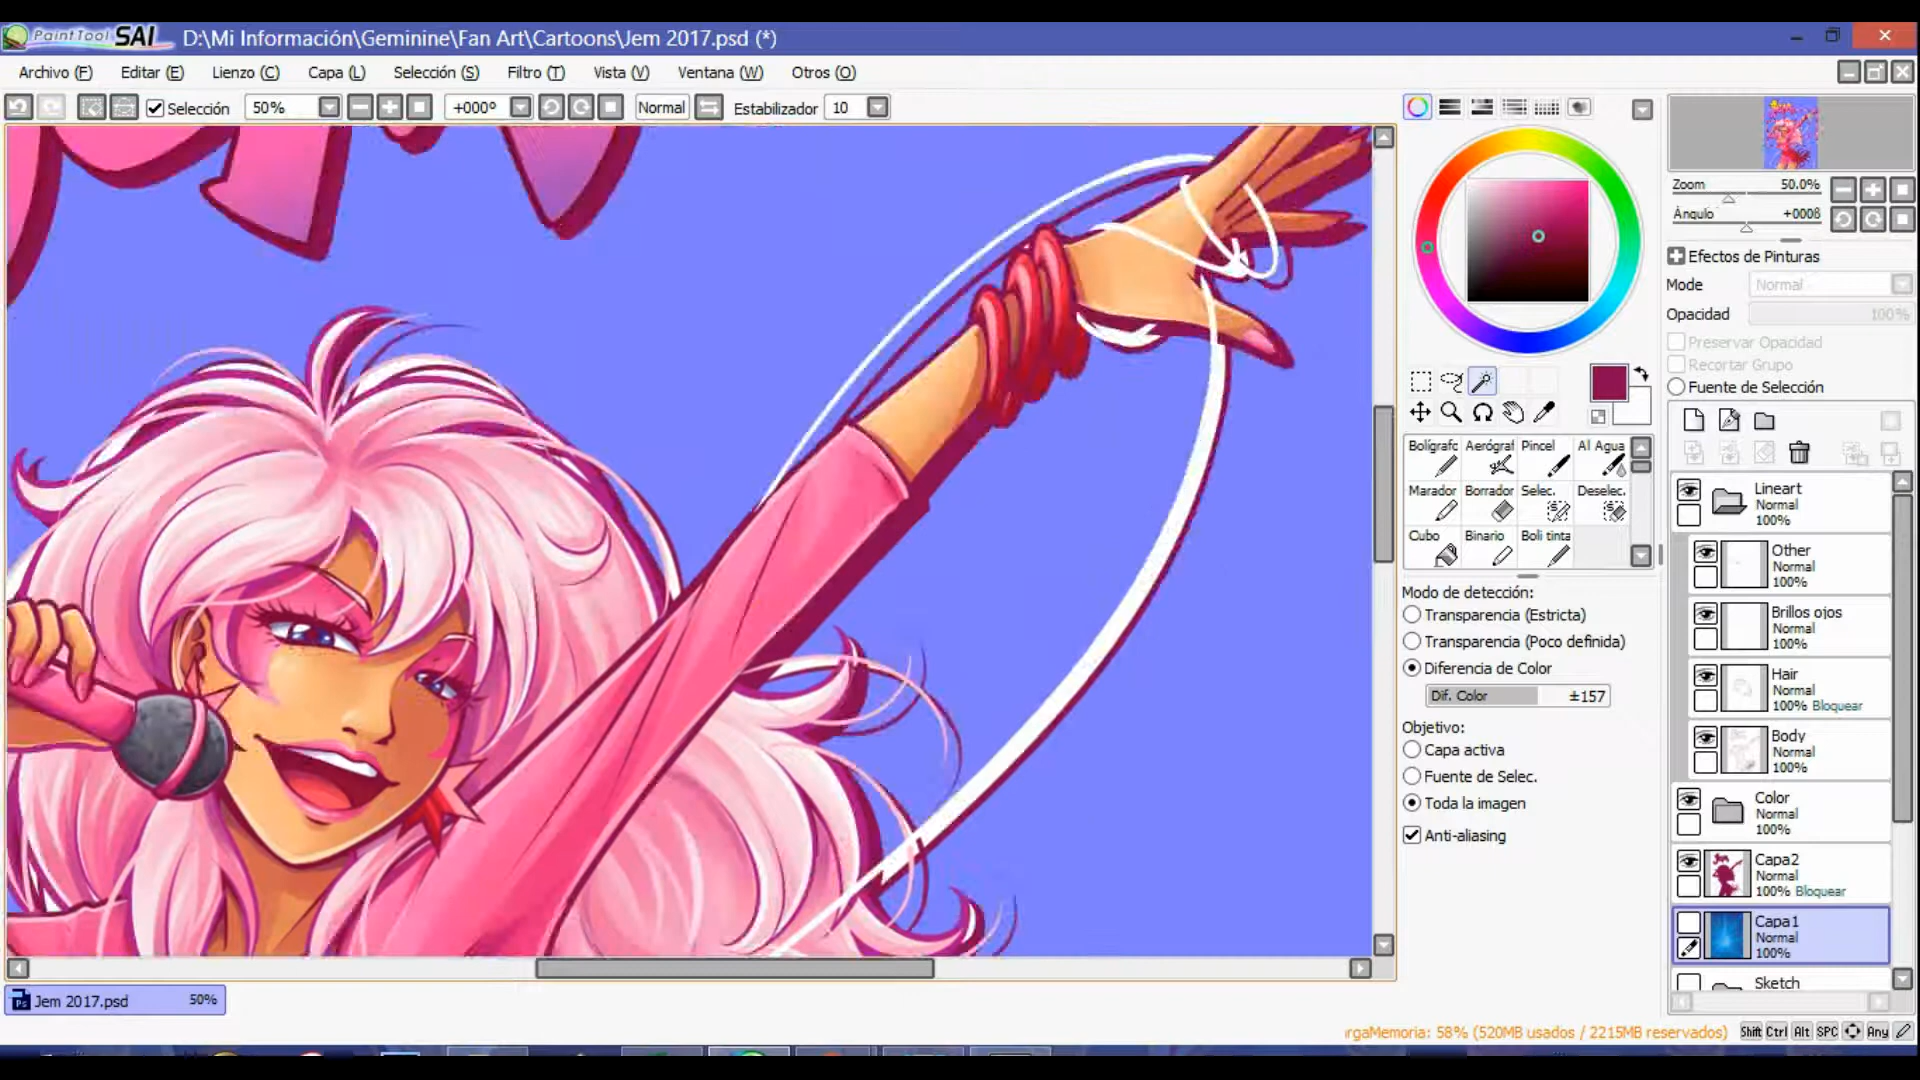 PaintTool SAI D:\Mi Información\Geminine\Fan Art\Cartoons\Jem 2017.psd (*)
Archivo (F) Editar (E) Lienzo (C) Capa (L) Selección (S) Filtro (T) Vista (V) Ventana (W) Otros (O)
Selección 50% +000º Normal Estabilizador 10
Zoom 50.0%
Ángulo +000ß
Efectos de Pinturas
Mode Normal
Opacidad 100%
Preservar Opacidad
Recortar Grupo
Fuente de Selección
Bolígrafo Aerógraf Pincel Al Agua
Marador Borrador Selec. Deselec.
Cubo Binario Boli tinta
Modo de detección:
Transparencia (Estricta)
Transparencia (Poco definida)
Diferencia de Color
Dif. Color ±157
Objetivo:
Capa activa
Fuente de Selec.
Toda la imagen
Anti-aliasing
Lineart
Normal
100%
Other
Normal
100%
Brillos ojos
Normal
100%
Hair
Normal
100% Bloquear
Body
Normal
100%
Color
Normal
100%
Capa2
Normal
100% Bloquear
Capa1
Normal
100%
Sketch
Jem 2017.psd 50%
rgaMemoria: 58% (520MB usados / 2215MB reservados) Shift Ctrl Alt SPC Any